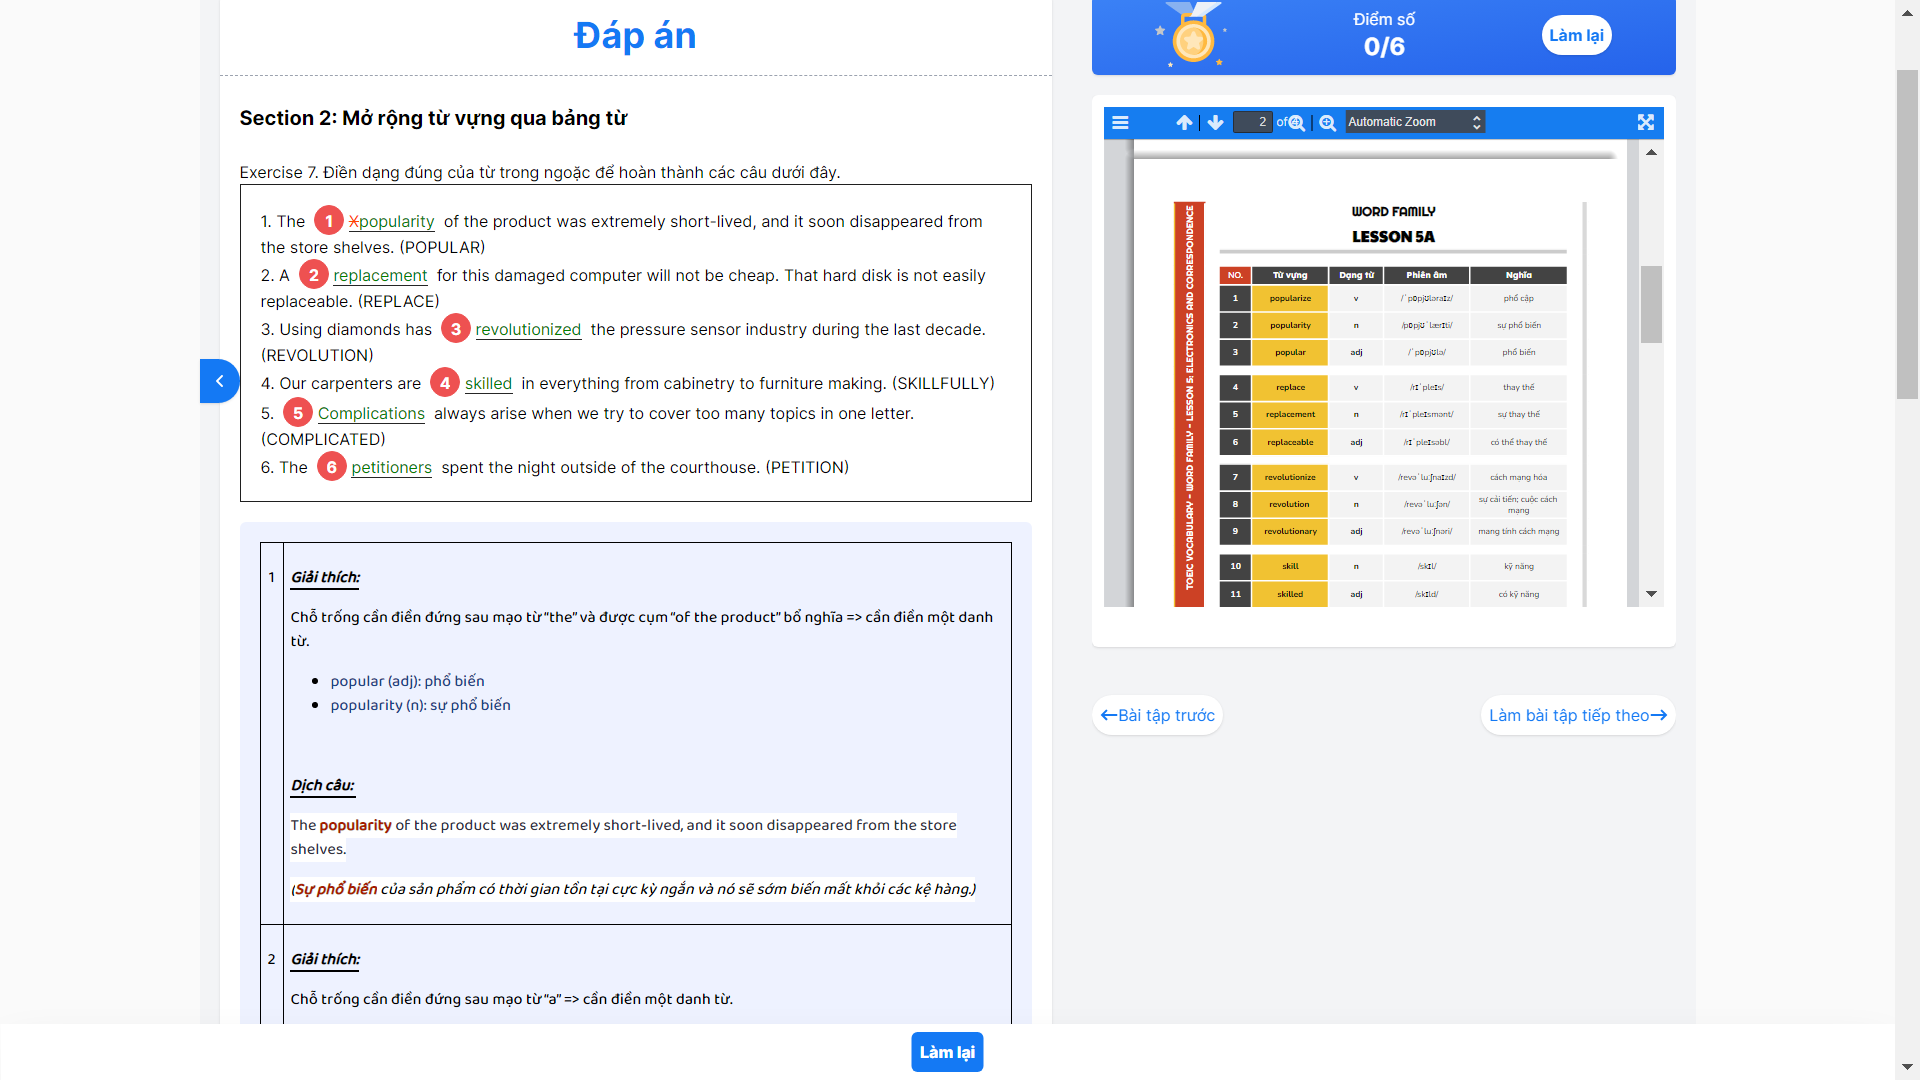 Đáp án
Section 2: Mở rộng từ vựng qua bảng từ
Exercise 7. Điền dạng đúng của từ trong ngoặc để hoàn thành các câu dưới đây.
1. The 1 Xpopularity of the product was extremely short-lived, and it soon disappeared from
the store shelves. (POPULAR)
2. A 2 replacement for this damaged computer will not be cheap. That hard disk is not easily
replaceable. (REPLACE)
3. Using diamonds has 3 revolutionized the pressure sensor industry during the last decade.
(REVOLUTION)
4. Our carpenters are 4 skilled in everything from cabinetry to furniture making. (SKILLFULLY)
5. 5 Complications always arise when we try to cover too many topics in one letter.
(COMPLICATED)
6. The 6 petitioners spent the night outside of the courthouse. (PETITION)
1 Giải thích:
Chỗ trống cần điền đứng sau mạo từ “the” và được cụm “of the product” bổ nghĩa => cần điền một danh
từ.
• popular (adj): phổ biến
• popularity (n): sự phổ biến
Dịch câu:
The popularity of the product was extremely short-lived, and it soon disappeared from the store
shelves.
(Sự phổ biến của sản phẩm có thời gian tồn tại cực kỳ ngắn và nó sẽ sớm biến mất khỏi các kệ hàng.)
2 Giải thích:
Chỗ trống cần điền đứng sau mạo từ “a” => cần điền một danh từ.
Làm lại
Điểm số
0/6
Làm lại
2 of Automatic Zoom
TOEIC VOCABULARY - WORD FAMILY - LESSON 5: ELECTRONICS AND CORRESPONDENCE
WORD FAMILY
LESSON 5A
NO. Từ vựng Dạng từ Phiên âm Nghĩa
1 popularize v /ˈpɒpjʊləraɪz/ phổ cập
2 popularity n /pɒpjʊˈlærɪti/ sự phổ biến
3 popular adj /ˈpɒpjʊlə/ phổ biến
4 replace v /rɪˈpleɪs/ thay thế
5 replacement n /rɪˈpleɪsmənt/ sự thay thế
6 replaceable adj /rɪˈpleɪsəbl/ có thể thay thế
7 revolutionize v /revəˈluːʃnaɪzd/ cách mạng hóa
8 revolution n /revəˈluːʃən/ sự cải tiến; cuộc cách
mạng
9 revolutionary adj /revəˈluːʃnəri/ mang tính cách mạng
10 skill n /skɪl/ kỹ năng
11 skilled adj /skɪld/ có kỹ năng
←Bài tập trước
Làm bài tập tiếp theo→